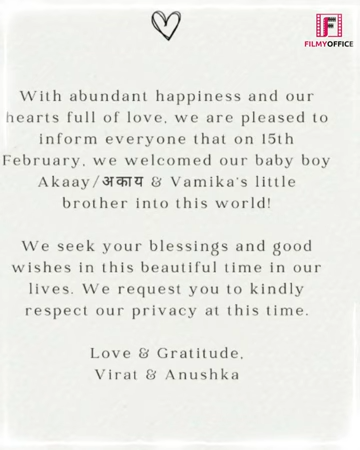 FILMYOFFICE
With abundant happiness and our
hearts full of love, we are pleased to
inform everyone that on 15th
February, we welcomed our baby boy
Akaay/अकाय & Vamika's little
brother into this world!
We seek your blessings and good
wishes in this beautiful time in our
lives. We request you to kindly
respect our privacy at this time.
Love & Gratitude,
Virat & Anushka